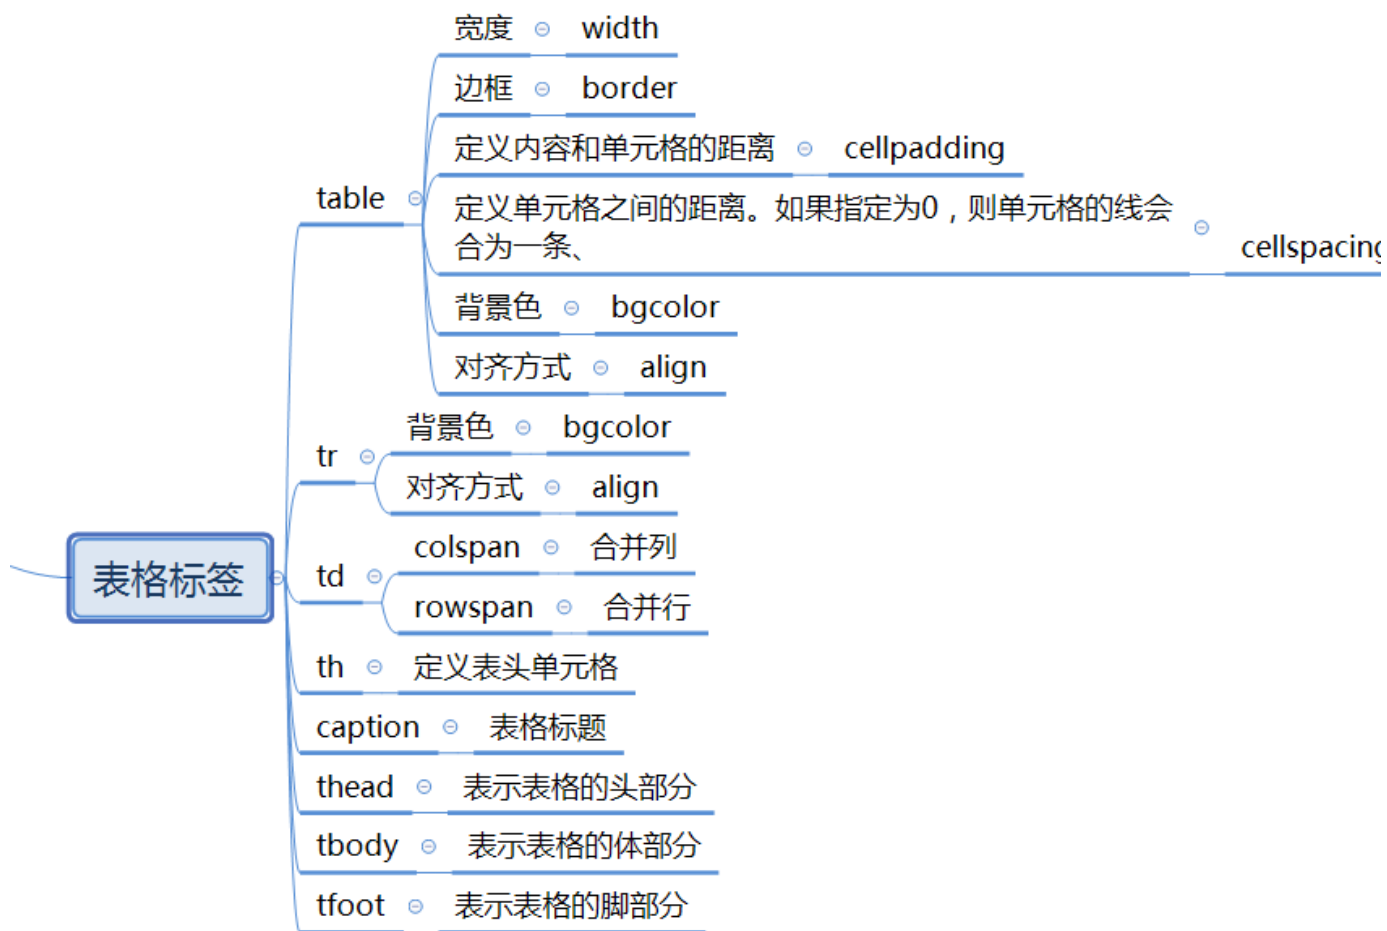 宽度 width
边框 border
定义内容和单元格的距离 cellpadding
table
定义单元格之间的距离。如果指定为0，则单元格的线会
合为一条、 cellspacing
背景色 bgcolor
对齐方式 align
tr
背景色 bgcolor
对齐方式 align
表格标签
td
colspan 合并列
rowspan 合并行
th 定义表头单元格
caption 表格标题
thead 表示表格的头部分
tbody 表示表格的体部分
tfoot 表示表格的脚部分